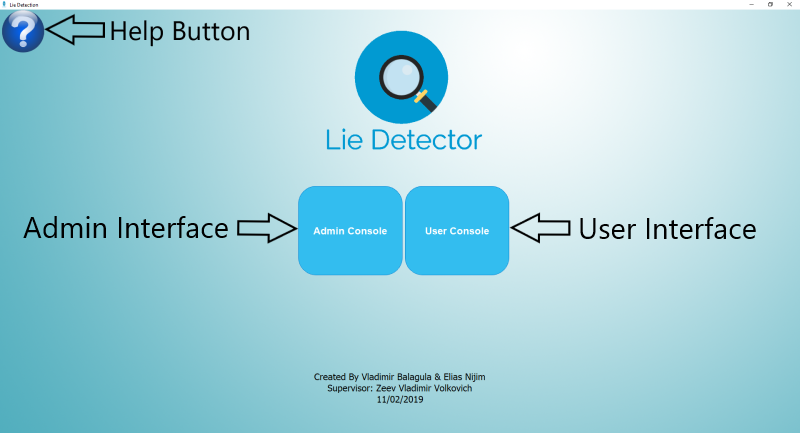 Lie Detection
?
Help Button
Lie Detector
Admin Interface
Admin Console
User Console
User Interface
Created By Vladimir Balagula & Elias Nijim
Supervisor: Zeev Vladimir Volkovich
11/02/2019